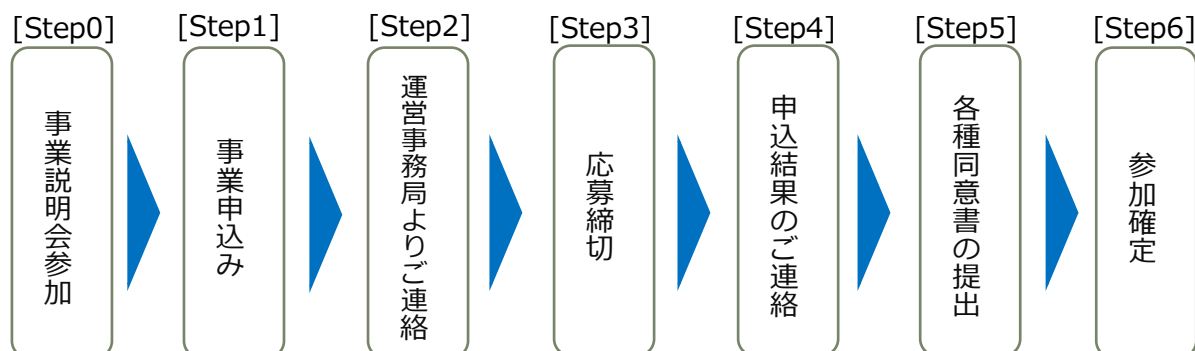 [Step0]
事業説明会参加
[Step1]
事業申込み
[Step2]
運営事務局よりご連絡
[Step3]
応募締切
[Step4]
申込結果のご連絡
[Step5]
各種同意書の提出
[Step6]
参加確定